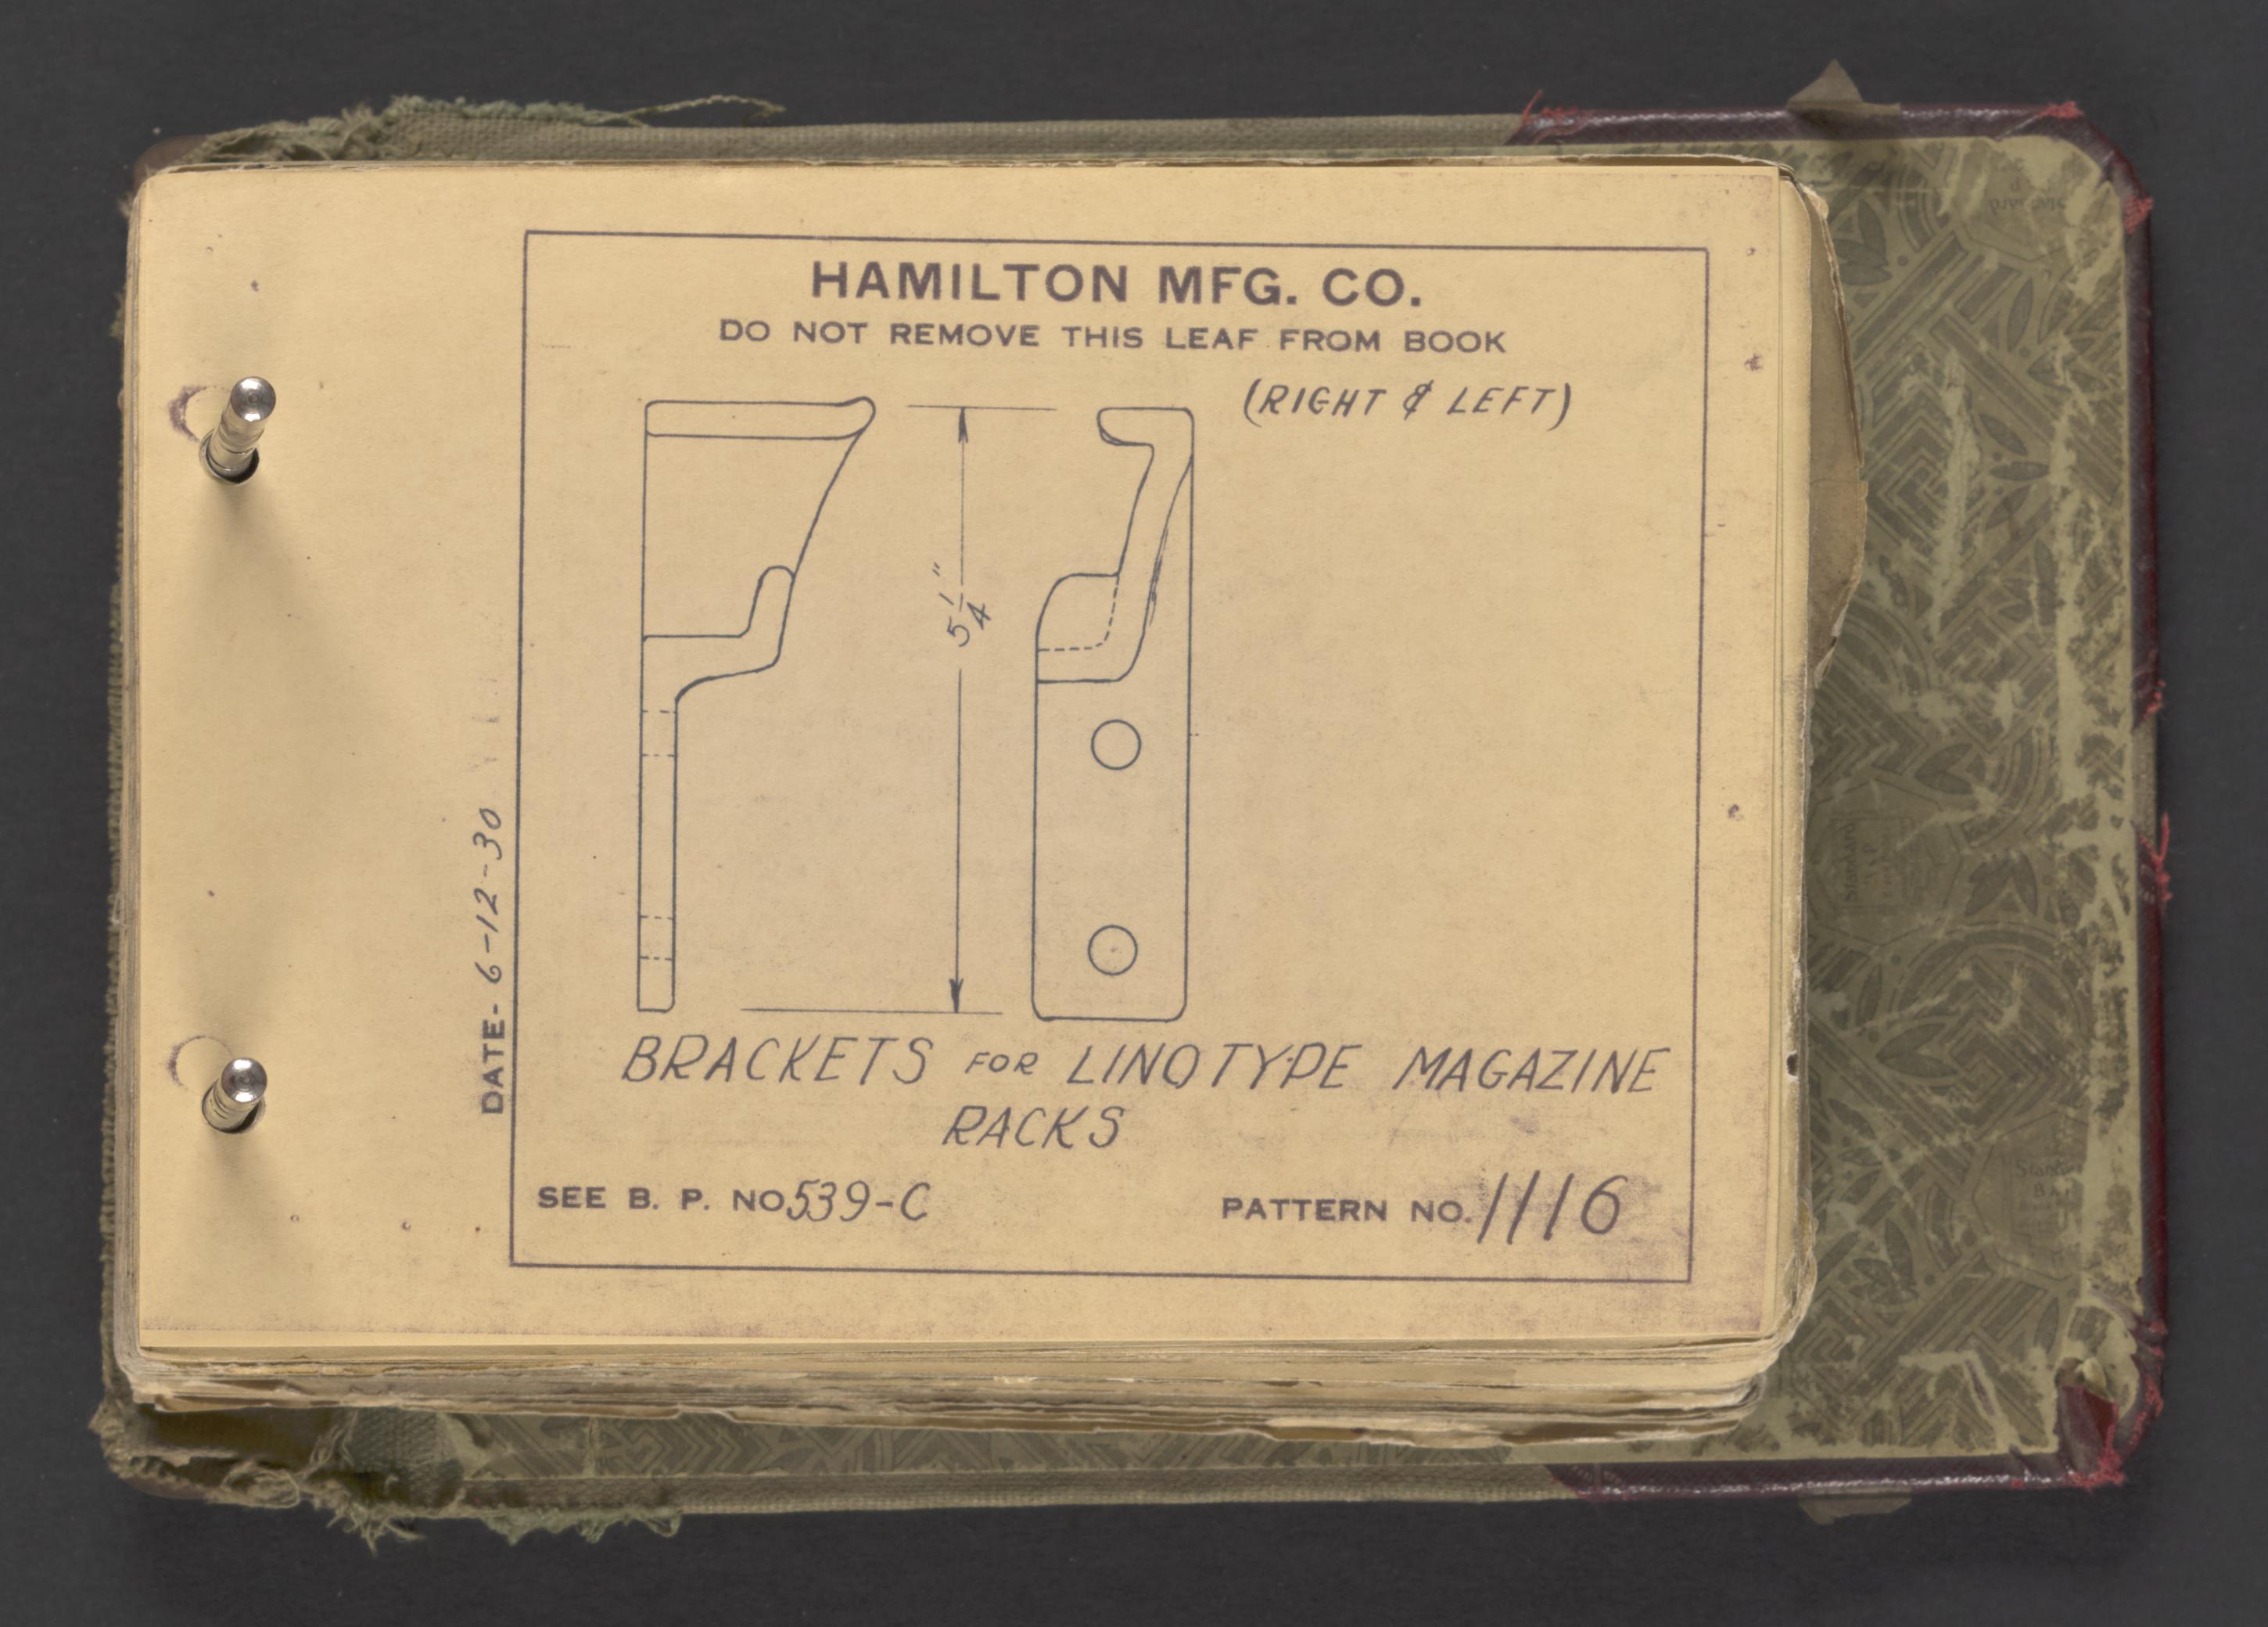 HAMILTON MFG. CO.
DO NOT REMOVE THIS LEAF FROM BOOK
(RIGHT & LEFT)
5 1/4"
DATE- 6-12-30
BRACKETS FOR LINOTYPE MAGAZINE
RACKS
SEE B. P. NO. 539-C
PATTERN NO. 1116
Standard